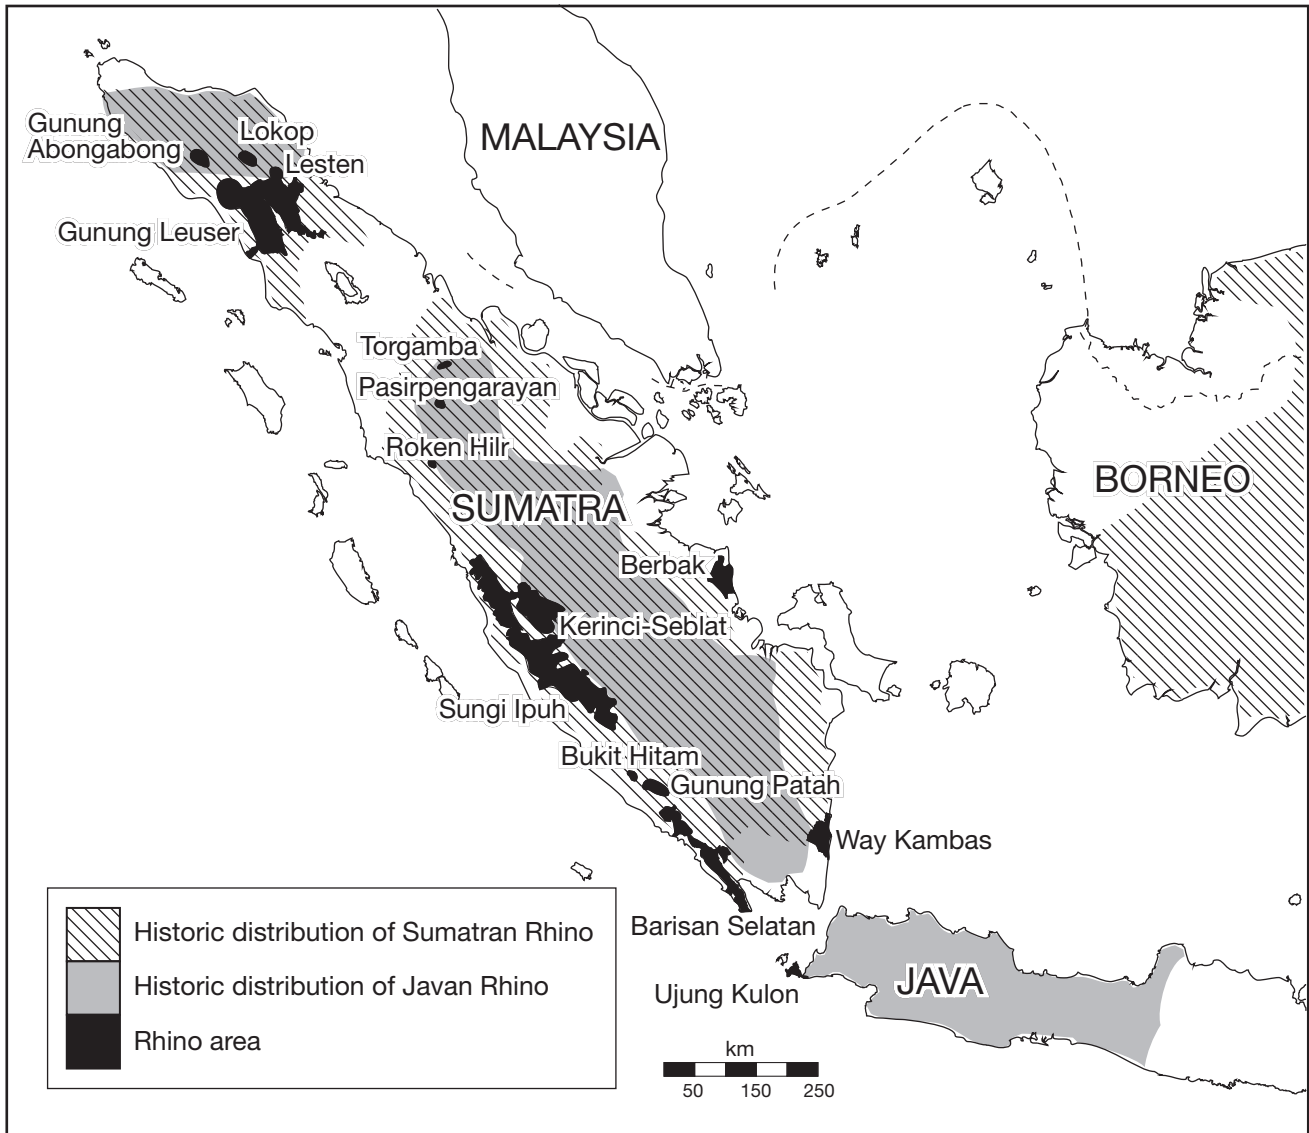 MALAYSIA
Gunung
Abongabong
Lokop
Lesten
Gunung Leuser
Torgamba
Pasirpengarayan
Roken Hilr
SUMATRA
BORNEO
Berbak
Kerinci-Seblat
Sungi Ipuh
Bukit Hitam
Gunung Patah
Way Kambas
Barisan Selatan
Ujung Kulon
JAVA
Historic distribution of Sumatran Rhino
Historic distribution of Javan Rhino
Rhino area
km
50 150 250